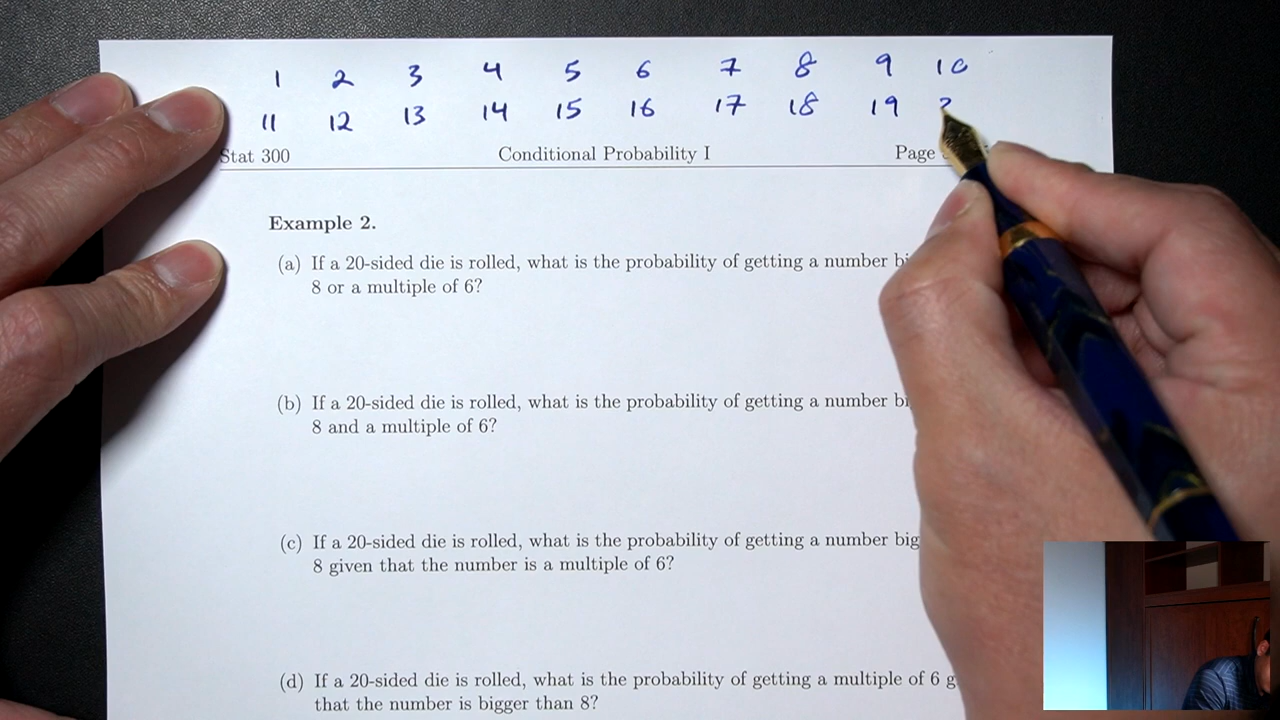 1 2 3 4 5 6 7 8 9 10
11 12 13 14 15 16 17 18 19
Stat 300 Conditional Probability I Page
Example 2.
(a) If a 20-sided die is rolled, what is the probability of getting a number
8 or a multiple of 6?
(b) If a 20-sided die is rolled, what is the probability of getting a number
8 and a multiple of 6?
(c) If a 20-sided die is rolled, what is the probability of getting a number
8 given that the number is a multiple of 6?
(d) If a 20-sided die is rolled, what is the probability of getting a multiple of 6
that the number is bigger than 8?